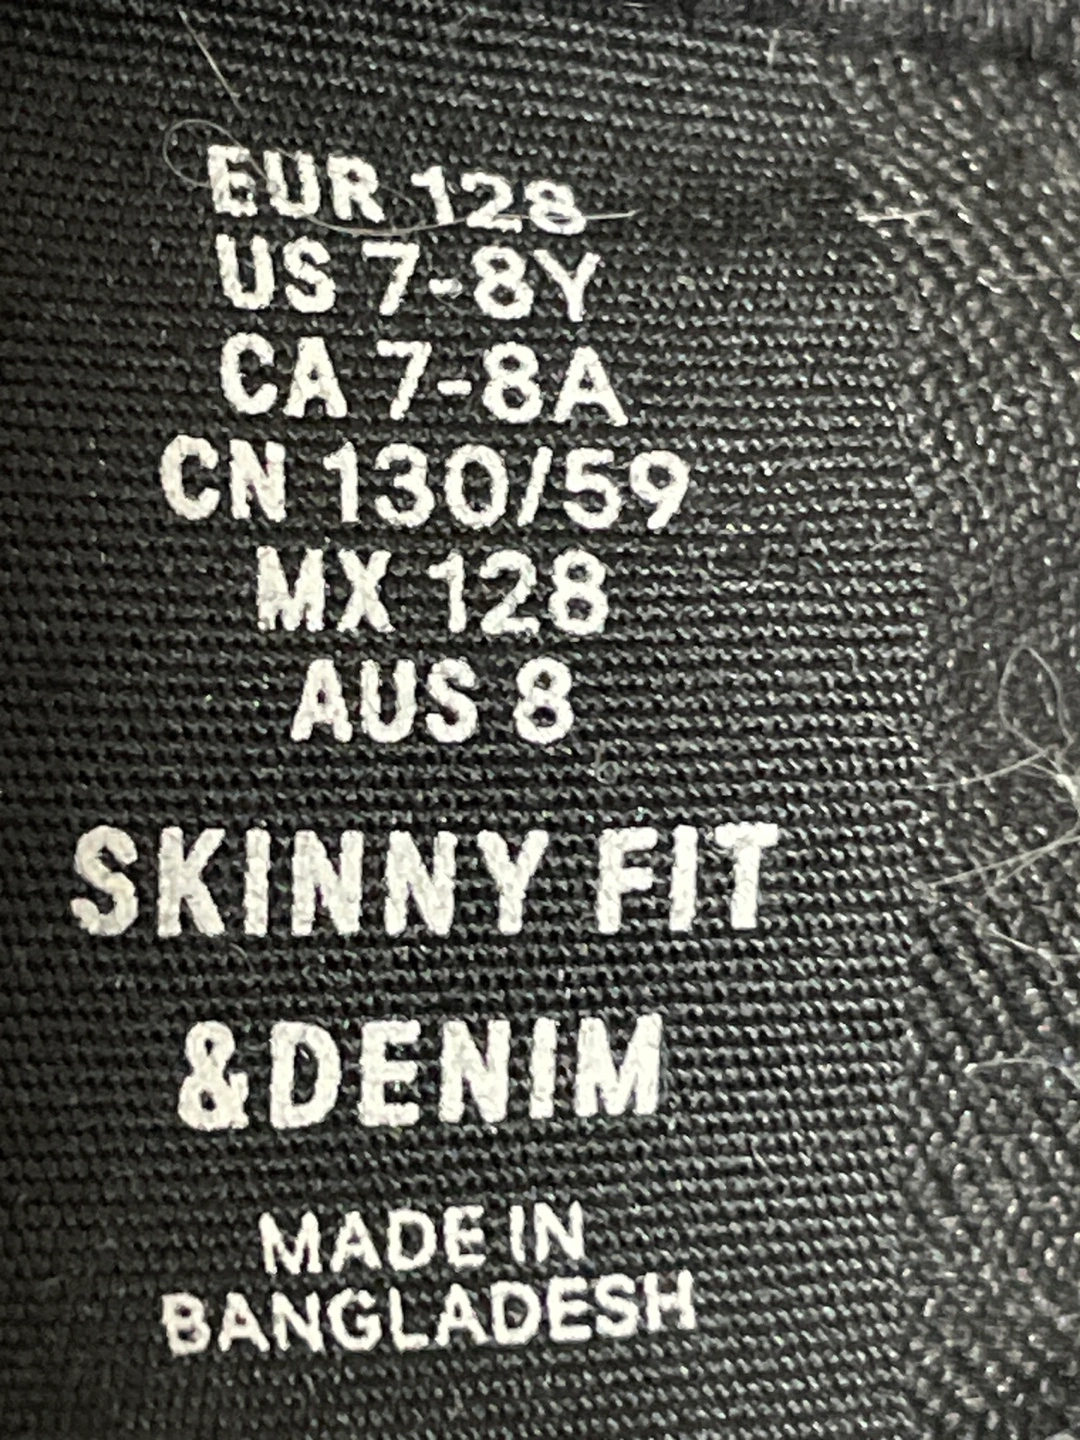 EUR 128
US 7-8Y
CA 7-8A
CN 130/59
MX 128
AUS 8
SKINNY FIT
&DENIM
MADE IN
BANGLADESH